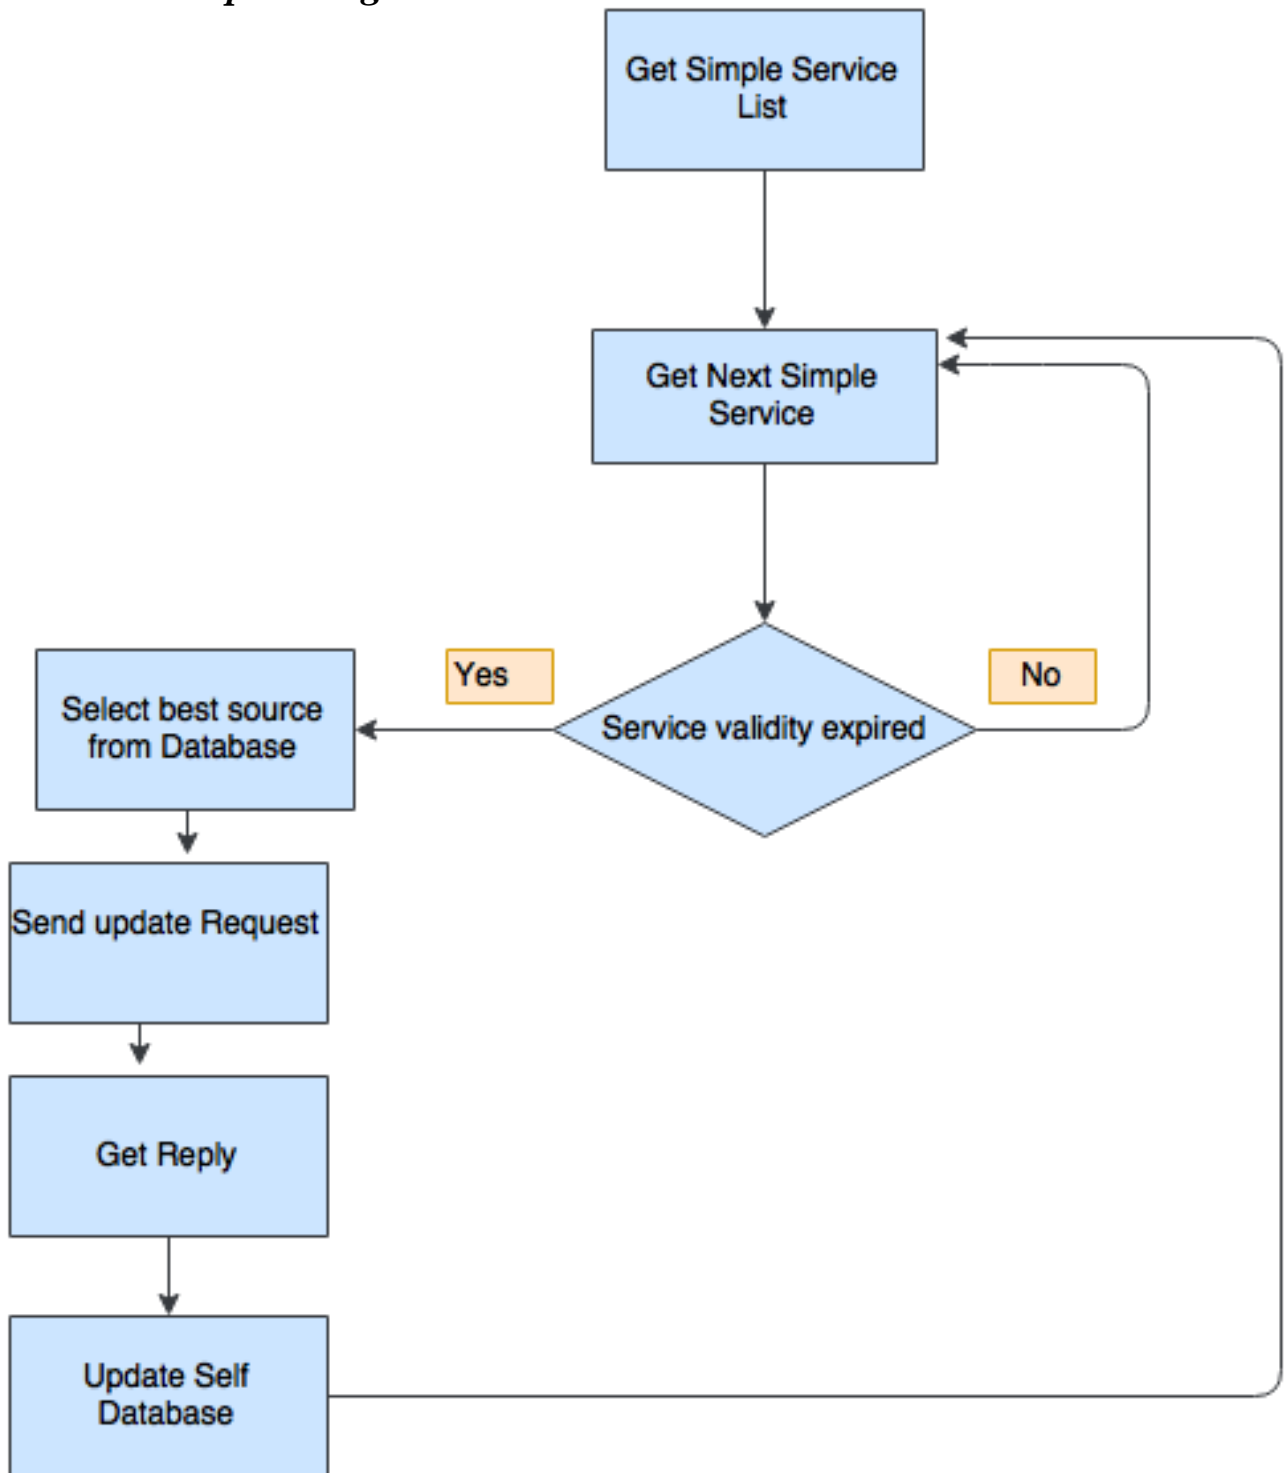 Get Simple Service
List
Get Next Simple
Service
Yes
No
Service validity expired
Select best source
from Database
Send update Request
Get Reply
Update Self
Database